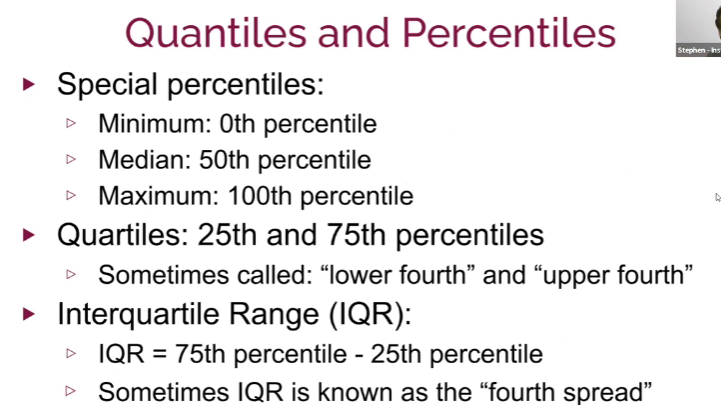 Quantiles and Percentiles
Stephen - Ins
Special percentiles:
Minimum: 0th percentile
Median: 50th percentile
Maximum: 100th percentile
Quartiles: 25th and 75th percentiles
Sometimes called: “lower fourth” and “upper fourth”
Interquartile Range (IQR):
IQR = 75th percentile - 25th percentile
Sometimes IQR is known as the “fourth spread”